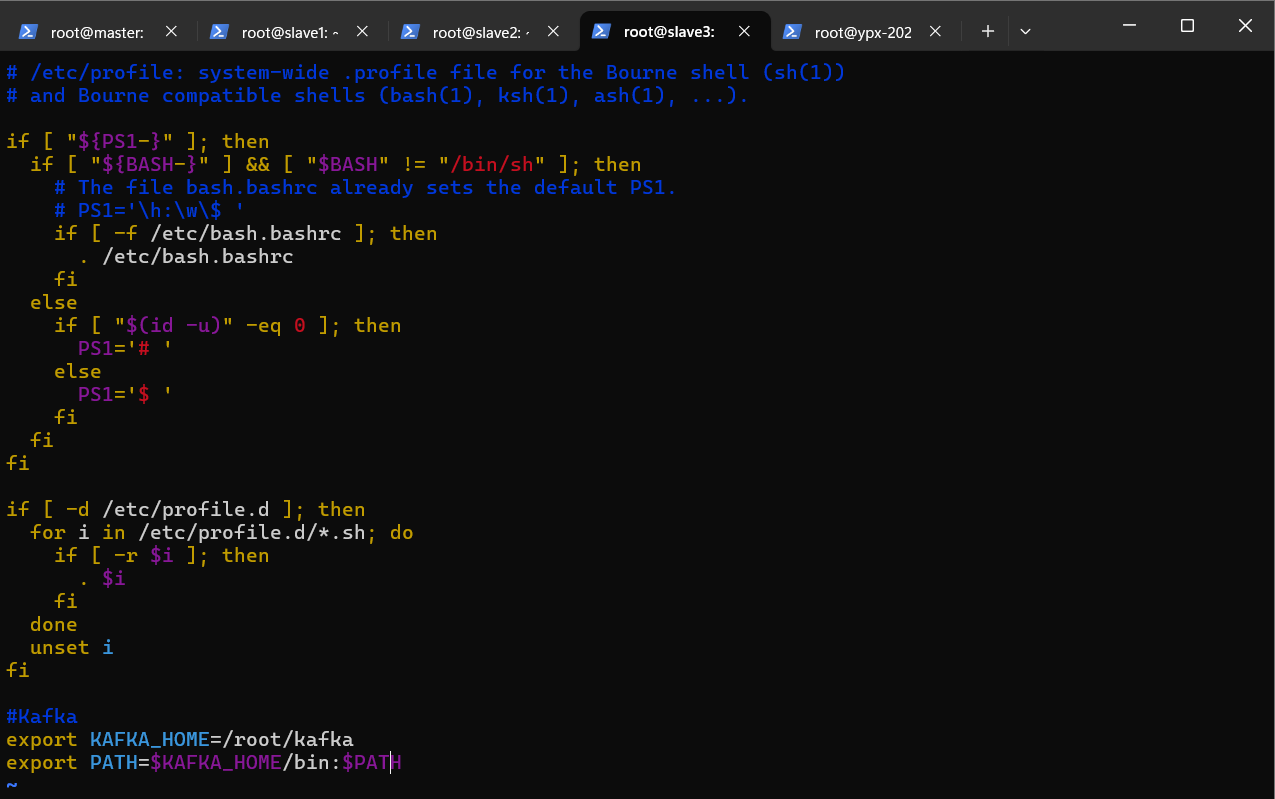 root@master: root@slave1: ~ root@slave2: ~ root@slave3: root@ypx-202
# /etc/profile: system-wide .profile file for the Bourne shell (sh(1))
# and Bourne compatible shells (bash(1), ksh(1), ash(1), ...).
if [ "${PS1-}" ]; then
  if [ "${BASH-}" ] && [ "$BASH" != "/bin/sh" ]; then
    # The file bash.bashrc already sets the default PS1.
    # PS1='\h:\w\$ '
    if [ -f /etc/bash.bashrc ]; then
      . /etc/bash.bashrc
    fi
  else
    if [ "$(id -u)" -eq 0 ]; then
      PS1='# '
    else
      PS1='$ '
    fi
  fi
fi
if [ -d /etc/profile.d ]; then
  for i in /etc/profile.d/*.sh; do
    if [ -r $i ]; then
      . $i
    fi
  done
  unset i
fi
#Kafka
export KAFKA_HOME=/root/kafka
export PATH=$KAFKA_HOME/bin:$PATH
~